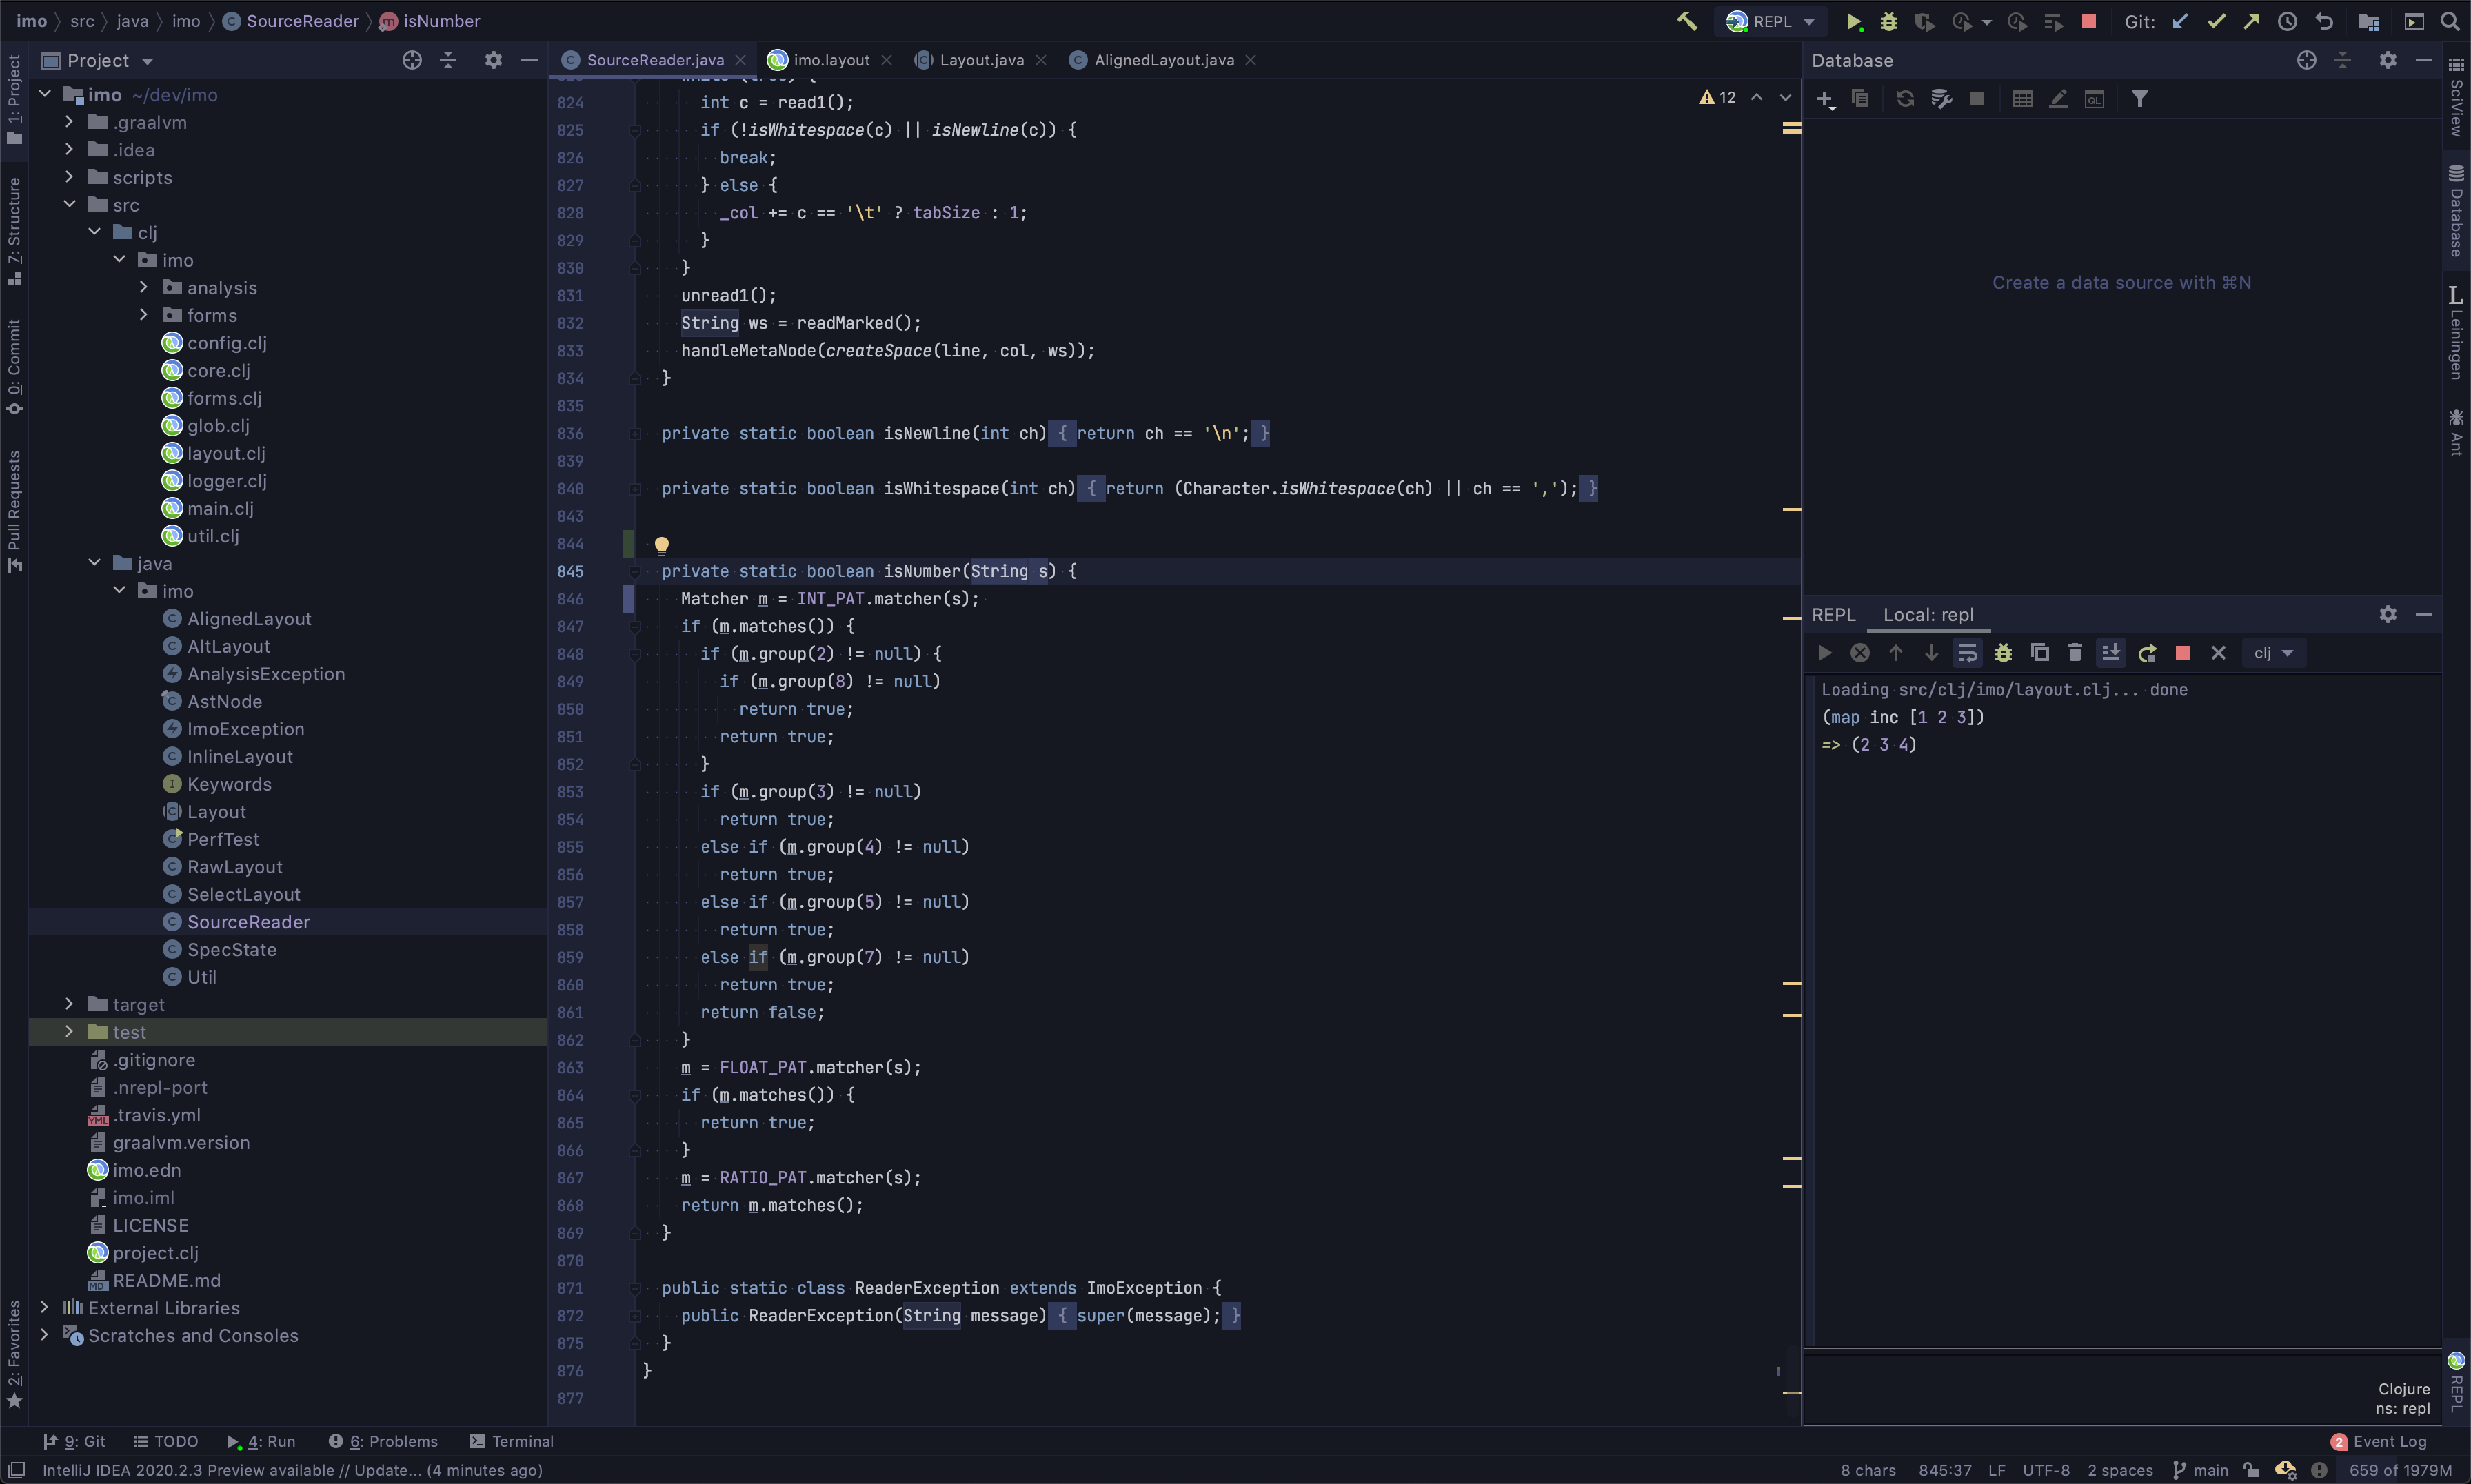 imo src java imo SourceReader isNumber
REPL
Git:
1: Project
7: Structure
0: Commit
Pull Requests
2: Favorites
Project
imo ~/dev/imo
.graalvm
.idea
scripts
src
clj
imo
analysis
forms
config.clj
core.clj
forms.clj
glob.clj
layout.clj
logger.clj
main.clj
util.clj
java
imo
AlignedLayout
AltLayout
AnalysisException
AstNode
ImoException
InlineLayout
Keywords
Layout
PerfTest
RawLayout
SelectLayout
SourceReader
SpecState
Util
target
test
.gitignore
.nrepl-port
.travis.yml
graalvm.version
imo.edn
imo.iml
LICENSE
project.clj
README.md
External Libraries
Scratches and Consoles
SourceReader.java imo.layout Layout.java AlignedLayout.java
12
824 int c = read1();
825 if (!isWhitespace(c) || isNewline(c)) {
826 break;
827 } else {
828 _col += c == '\t' ? tabSize : 1;
829 }
830 }
831 unread1();
832 String ws = readMarked();
833 handleMetaNode(createSpace(line, col, ws));
834 }
835
836 private static boolean isNewline(int ch) { return ch == '\n'; }
839
840 private static boolean isWhitespace(int ch) { return (Character.isWhitespace(ch) || ch == ','); }
843
844
845 private static boolean isNumber(String s) {
846 Matcher m = INT_PAT.matcher(s);
847 if (m.matches()) {
848 if (m.group(2) != null) {
849 if (m.group(8) != null)
850 return true;
851 return true;
852 }
853 if (m.group(3) != null)
854 return true;
855 else if (m.group(4) != null)
856 return true;
857 else if (m.group(5) != null)
858 return true;
859 else if (m.group(7) != null)
860 return true;
861 return false;
862 }
863 m = FLOAT_PAT.matcher(s);
864 if (m.matches()) {
865 return true;
866 }
867 m = RATIO_PAT.matcher(s);
868 return m.matches();
869 }
870
871 public static class ReaderException extends ImoException {
872 public ReaderException(String message) { super(message); }
875 }
876 }
877
Database
Create a data source with ⌘N
REPL Local: repl
clj
Loading src/clj/imo/layout.clj... done
(map inc [1 2 3])
=> (2 3 4)
Clojure
ns: repl
SciView
Database
Leiningen
Ant
REPL
9: Git TODO 4: Run 6: Problems Terminal
2 Event Log
IntelliJ IDEA 2020.2.3 Preview available // Update... (4 minutes ago)
8 chars 845:37 LF UTF-8 2 spaces main 659 of 1979M